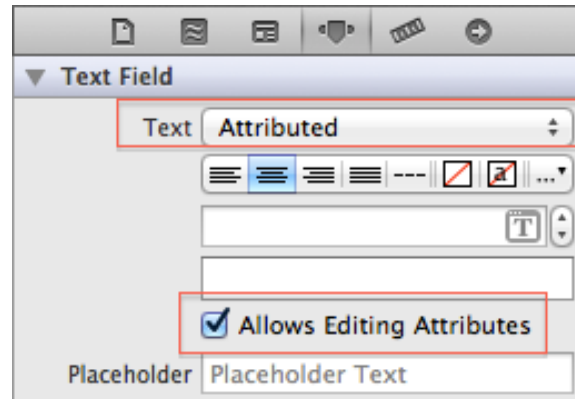 Text Field
Text Attributed
---
a ...
T
Allows Editing Attributes
Placeholder Placeholder Text